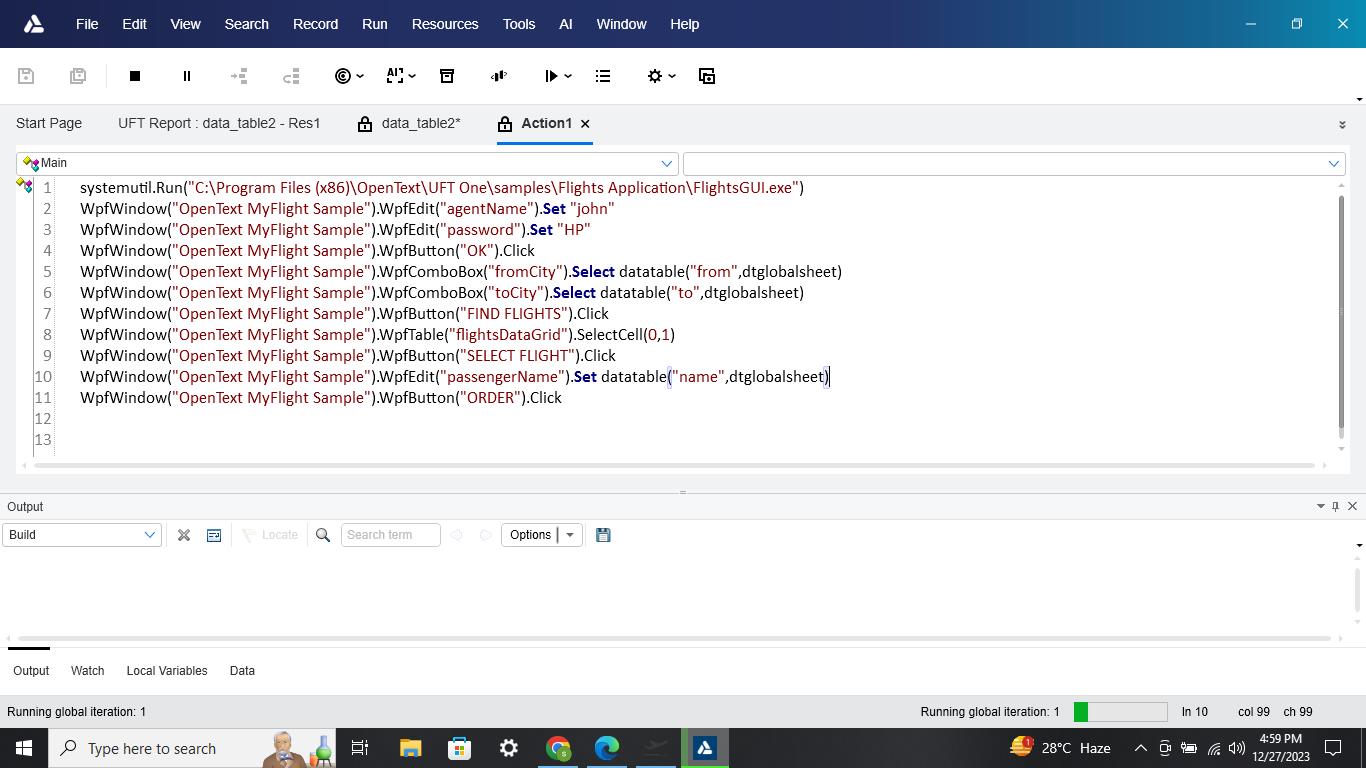 File Edit View Search Record Run Resources Tools AI Window Help
Start Page UFT Report : data_table2 - Res1 data_table2* Action1
Main
1 systemutil.Run("C:\Program Files (x86)\OpenText\UFT One\samples\Flights Application\FlightsGUI.exe")
2 WpfWindow("OpenText MyFlight Sample").WpfEdit("agentName").Set "john"
3 WpfWindow("OpenText MyFlight Sample").WpfEdit("password").Set "HP"
4 WpfWindow("OpenText MyFlight Sample").WpfButton("OK").Click
5 WpfWindow("OpenText MyFlight Sample").WpfComboBox("fromCity").Select datatable("from",dtglobalsheet)
6 WpfWindow("OpenText MyFlight Sample").WpfComboBox("toCity").Select datatable("to",dtglobalsheet)
7 WpfWindow("OpenText MyFlight Sample").WpfButton("FIND FLIGHTS").Click
8 WpfWindow("OpenText MyFlight Sample").WpfTable("flightsDataGrid").SelectCell(0,1)
9 WpfWindow("OpenText MyFlight Sample").WpfButton("SELECT FLIGHT").Click
10 WpfWindow("OpenText MyFlight Sample").WpfEdit("passengerName").Set datatable("name",dtglobalsheet)
11 WpfWindow("OpenText MyFlight Sample").WpfButton("ORDER").Click
12
13
Output
Build Locate Search term Options
Output Watch Local Variables Data
Running global iteration: 1 Running global iteration: 1 ln 10 col 99 ch 99
Type here to search 1 28°C Haze 4:59 PM
12/27/2023